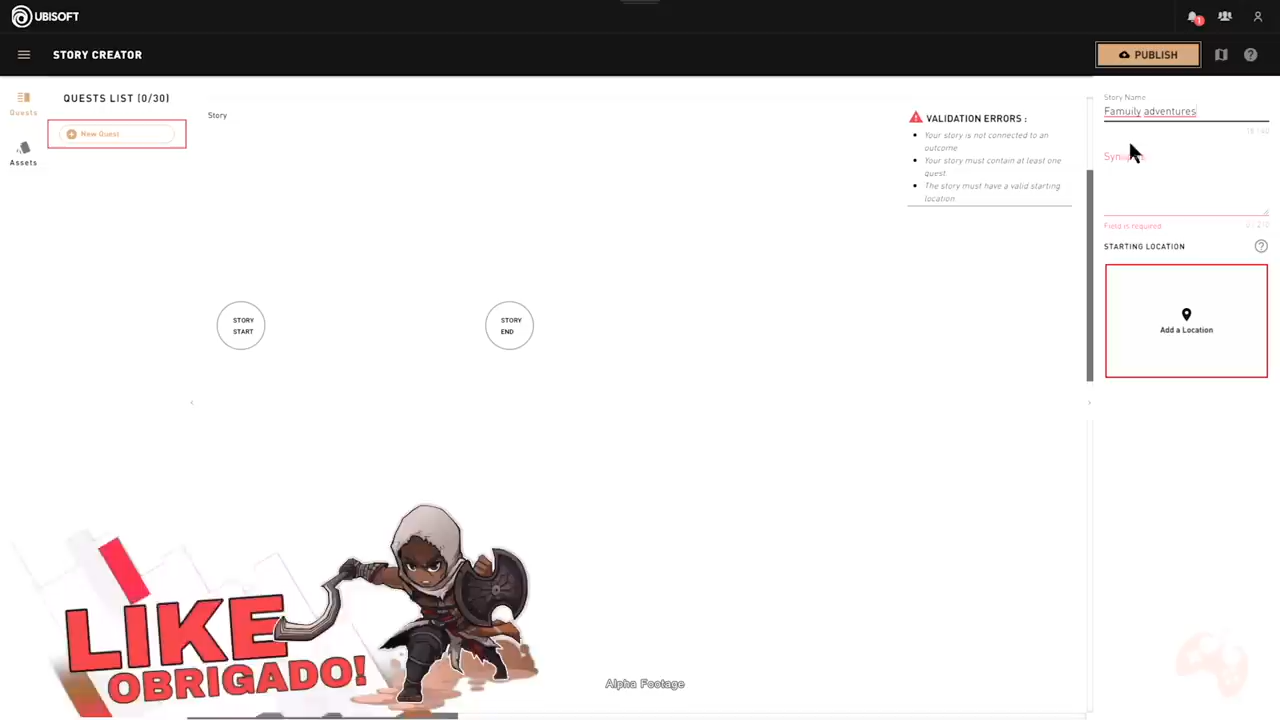 UBISOFT
1
STORY CREATOR
PUBLISH
Quests
Assets
QUESTS LIST (0/30)
New Quest
Story
STORY
START
STORY
END
VALIDATION ERRORS :
Your story is not connected to an
outcome
Your story must contain at least one
quest.
The story must have a valid starting
location
Story Name
Famuily adventures
Field is required
STARTING LOCATION
Add a Location
LIKE
OBRIGADO!
Alpha Footage